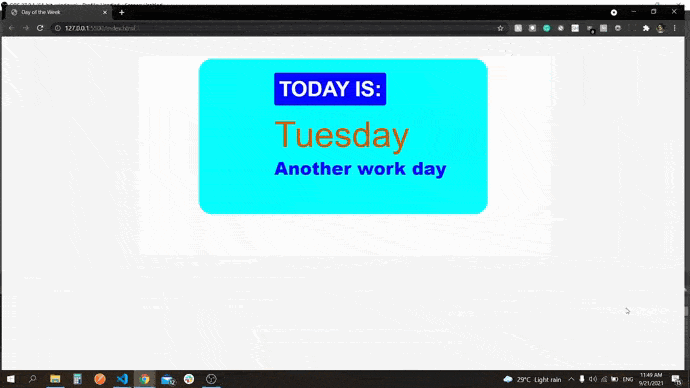 Day of the Week
127.0.0.1:5500/index.html
TODAY IS:
Tuesday
Another work day
29°C Light rain
ENG
11:49 AM
9/21/2021